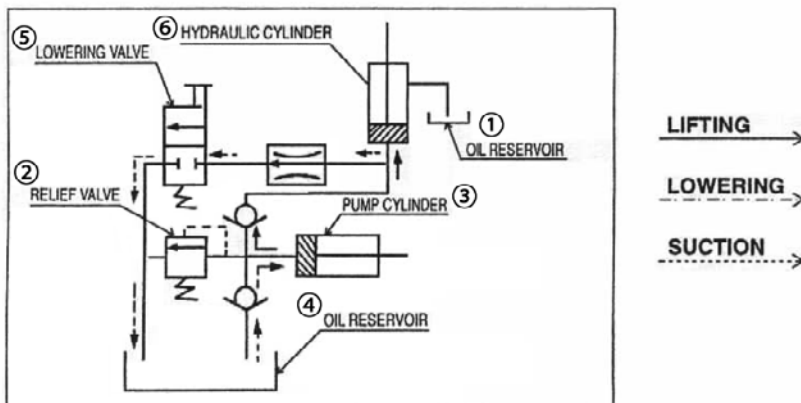 ⑥ HYDRAULIC CYLINDER
⑤ LOWERING VALVE
① OIL RESERVOIR
② RELIEF VALVE
③ PUMP CYLINDER
④ OIL RESERVOIR
LIFTING
LOWERING
SUCTION